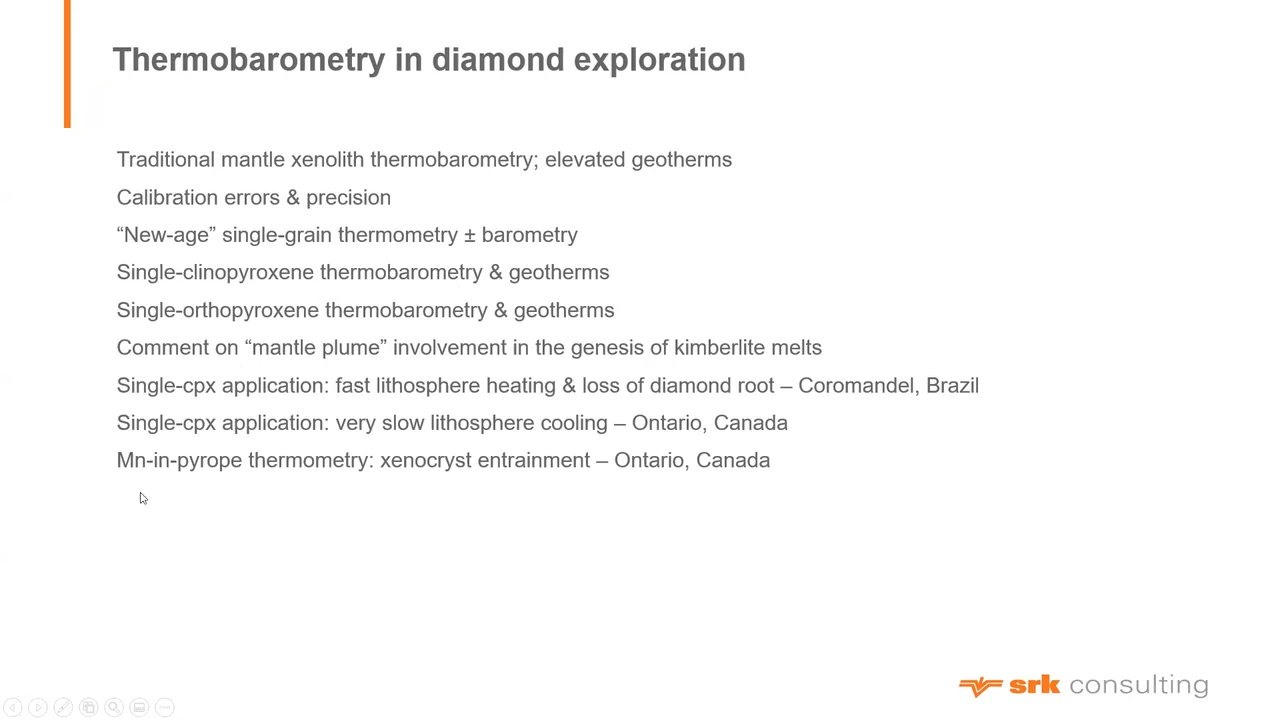 Thermobarometry in diamond exploration
Traditional mantle xenolith thermobarometry; elevated geotherms
Calibration errors & precision
“New-age” single-grain thermometry ± barometry
Single-clinopyroxene thermobarometry & geotherms
Single-orthopyroxene thermobarometry & geotherms
Comment on “mantle plume” involvement in the genesis of kimberlite melts
Single-cpx application: fast lithosphere heating & loss of diamond root – Coromandel, Brazil
Single-cpx application: very slow lithosphere cooling – Ontario, Canada
Mn-in-pyrope thermometry: xenocryst entrainment – Ontario, Canada
srk consulting